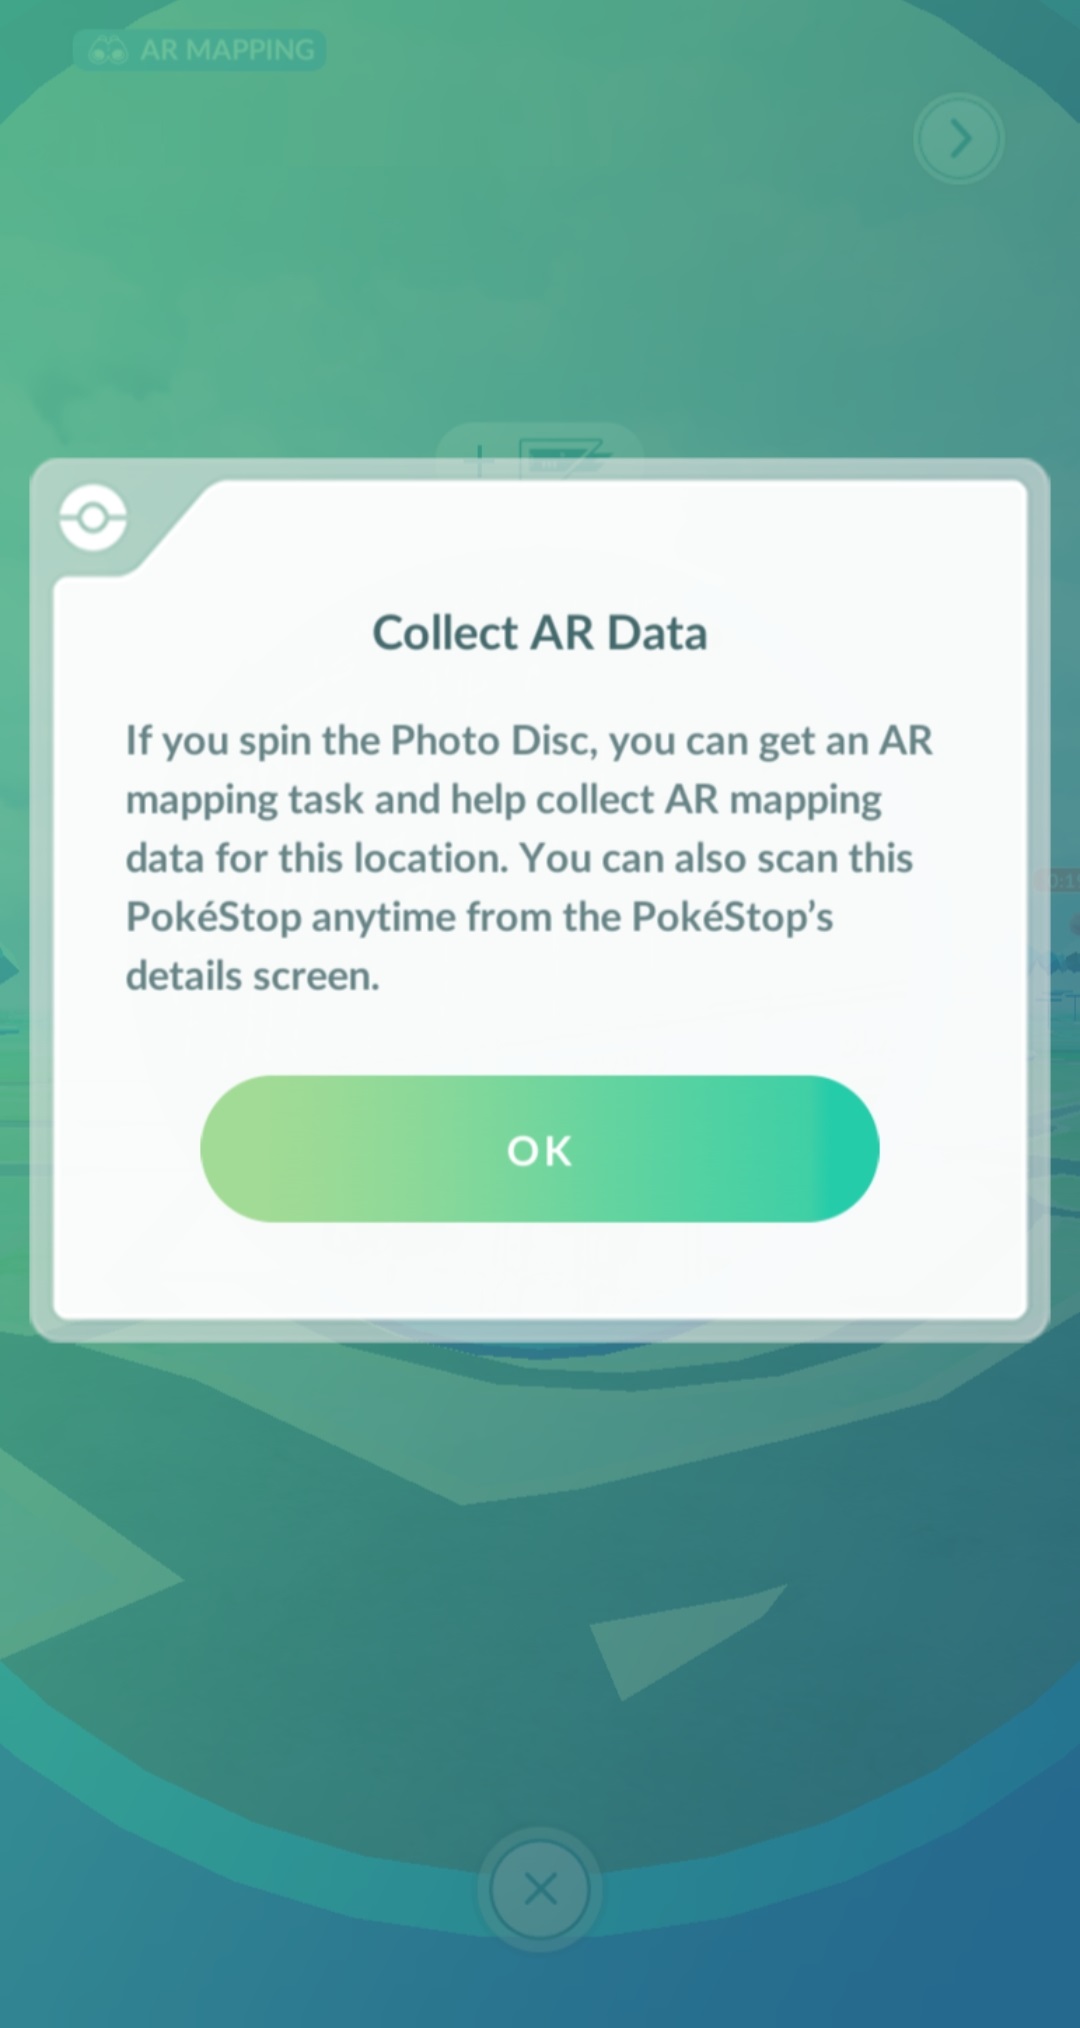 AR MAPPING
Collect AR Data
If you spin the Photo Disc, you can get an AR
mapping task and help collect AR mapping
data for this location. You can also scan this
PokéStop anytime from the PokéStop’s
details screen.
OK